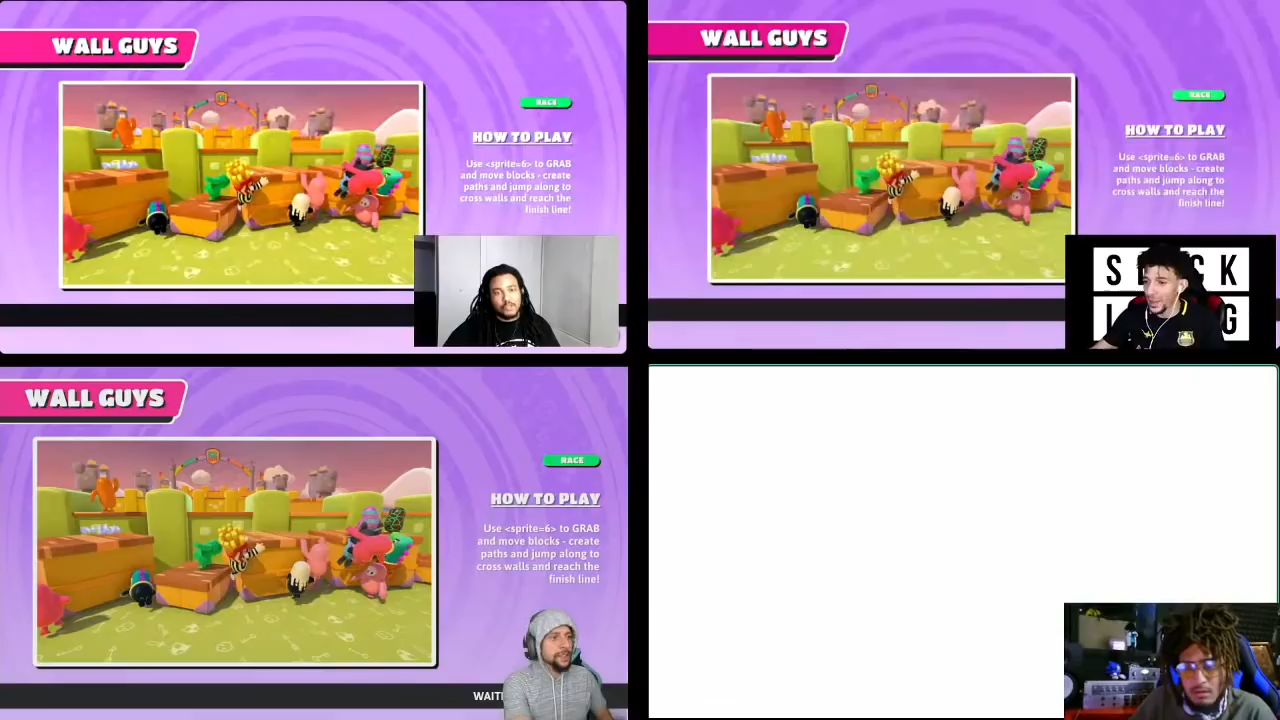 WALL GUYS
RACE
HOW TO PLAY
Use <sprite=6> to GRAB
and move blocks - create
paths and jump along to
cross walls and reach the
finish line!
WALL GUYS
RACE
HOW TO PLAY
Use <sprite=6> to GRAB
and move blocks - create
paths and jump along to
cross walls and reach the
finish line!
WALL GUYS
RACE
HOW TO PLAY
Use <sprite=6> to GRAB
and move blocks - create
paths and jump along to
cross walls and reach the
finish line!